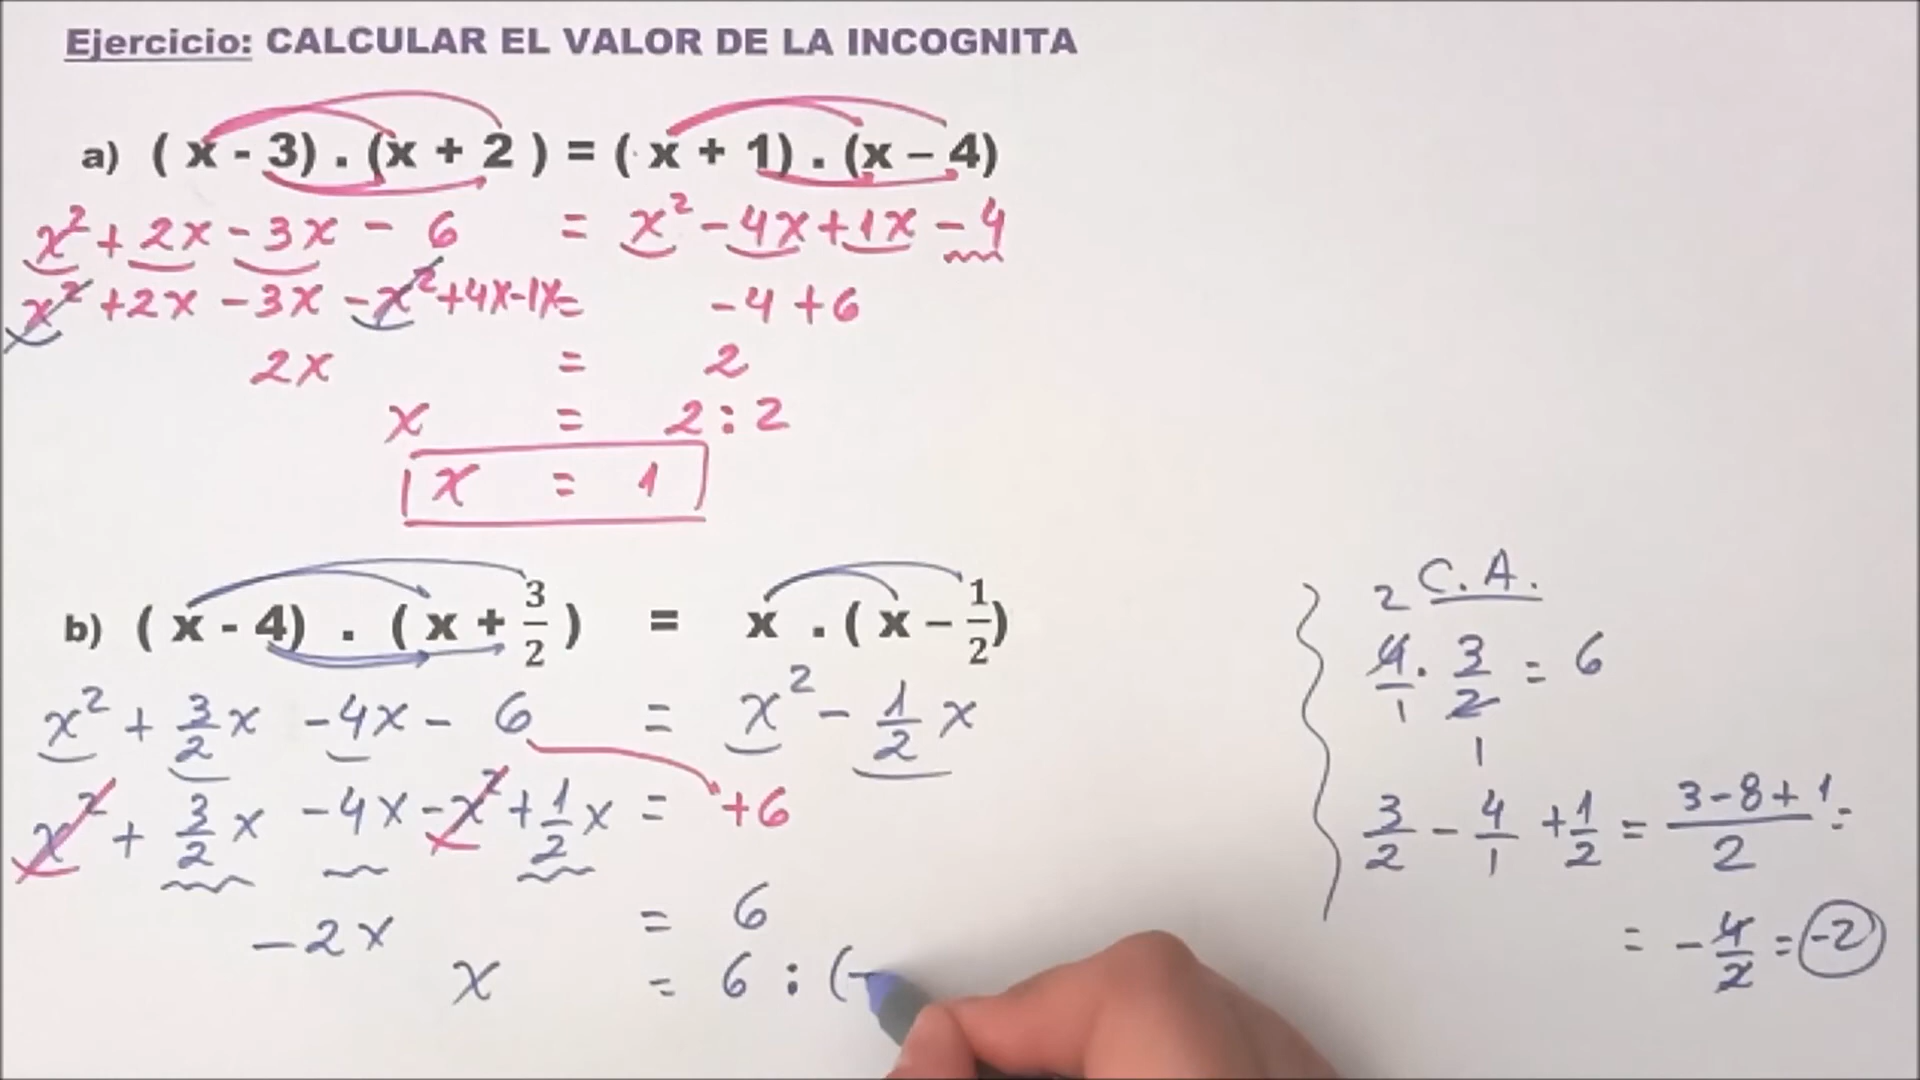 Ejercicio: CALCULAR EL VALOR DE LA INCOGNITA
a) ( x - 3) . (x + 2 ) = ( x + 1) . (x – 4)
x² + 2x - 3x - 6 = x² - 4x + 1x - 4
x² + 2x - 3x - x² + 4x - 1x = - 4 + 6
2x = 2
x = 2 : 2
x = 1
b) ( x - 4) . ( x + 3/2 ) = x . ( x – 1/2)
x² + 3/2 x - 4x - 6 = x² - 1/2 x
x² + 3/2 x - 4x - x² + 1/2 x = + 6
- 2x = 6
x = 6 : (-
C.A.
2
4/1 . 3/2 = 6
1
3/2 - 4/1 + 1/2 = 3 - 8 + 1/2 =
= - 4/2 = -2